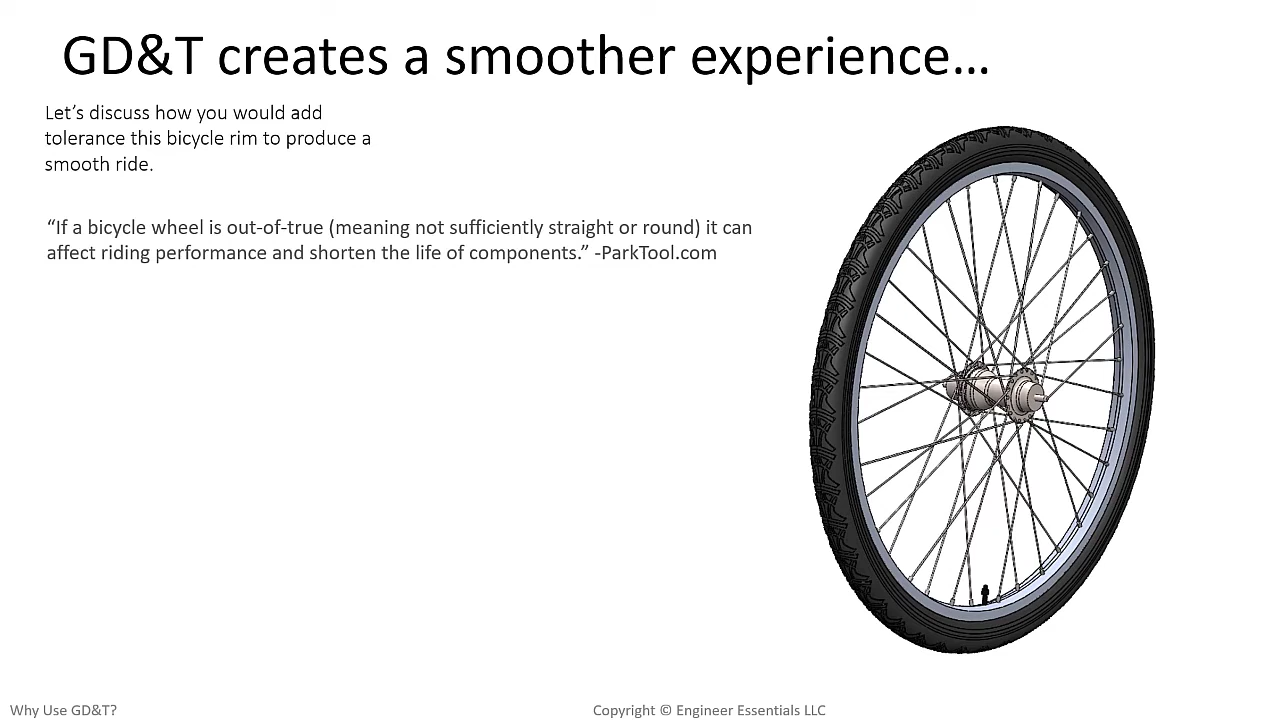 GD&T creates a smoother experience...
Let's discuss how you would add
tolerance this bicycle rim to produce a
smooth ride.
“If a bicycle wheel is out-of-true (meaning not sufficiently straight or round) it can
affect riding performance and shorten the life of components.” -ParkTool.com
Why Use GD&T?
Copyright © Engineer Essentials LLC